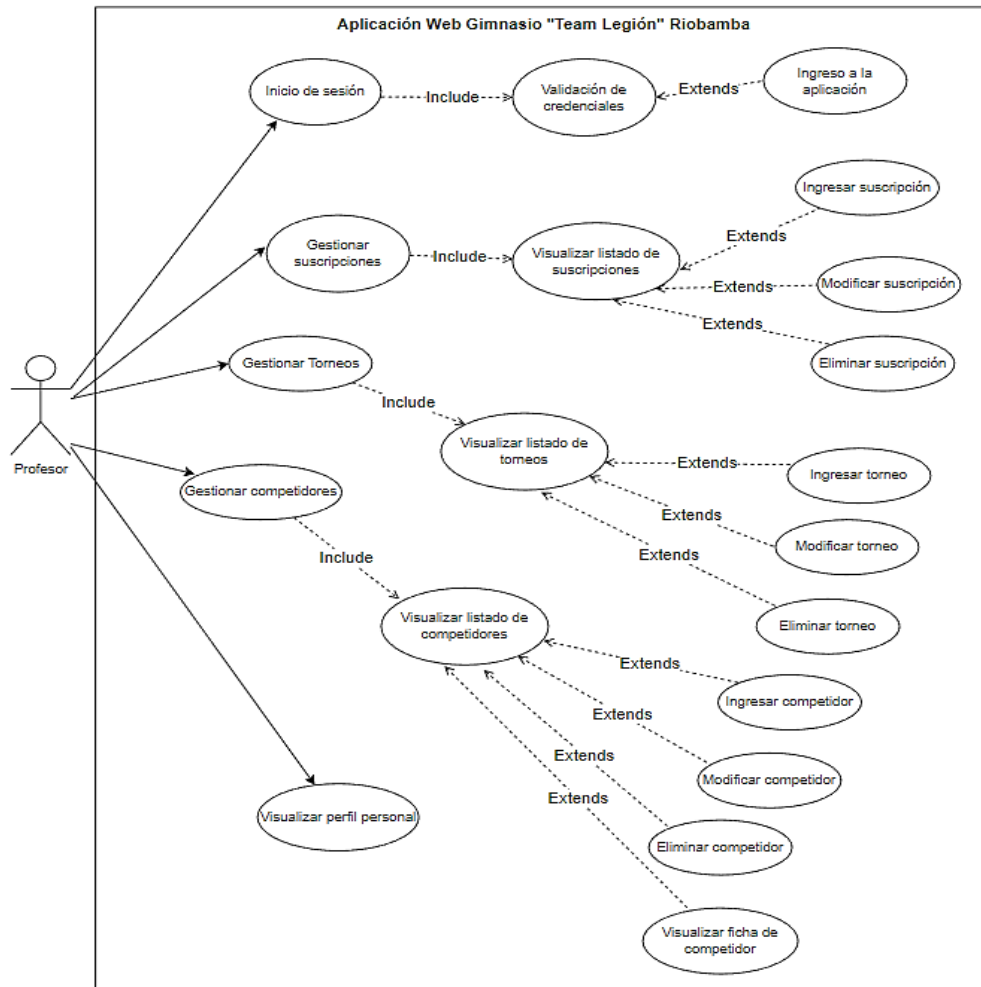 Aplicación Web Gimnasio "Team Legión" Riobamba
Inicio de sesión
Include
Validación de
credenciales
Extends
Ingreso a la
aplicación
Gestionar
suscripciones
Include
Visualizar listado de
suscripciones
Extends
Ingresar suscripción
Extends
Modificar suscripción
Extends
Eliminar suscripción
Profesor
Gestionar Torneos
Include
Visualizar listado de
torneos
Extends
Ingresar torneo
Extends
Modificar torneo
Extends
Eliminar torneo
Gestionar competidores
Include
Visualizar listado de
competidores
Extends
Ingresar competidor
Extends
Modificar competidor
Extends
Eliminar competidor
Extends
Visualizar ficha de
competidor
Visualizar perfil personal